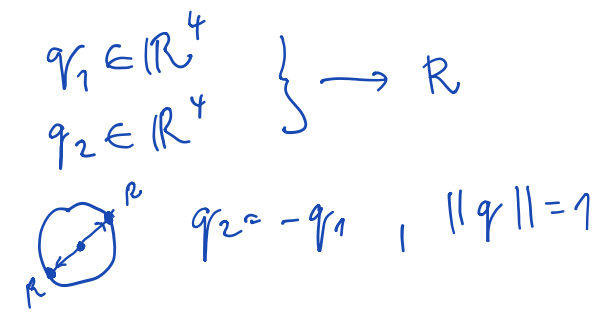 q₁ ∈ ℝ⁴
q₂ ∈ ℝ⁴ } → R
R
q₂ = -q₁ , ||q|| = 1
R